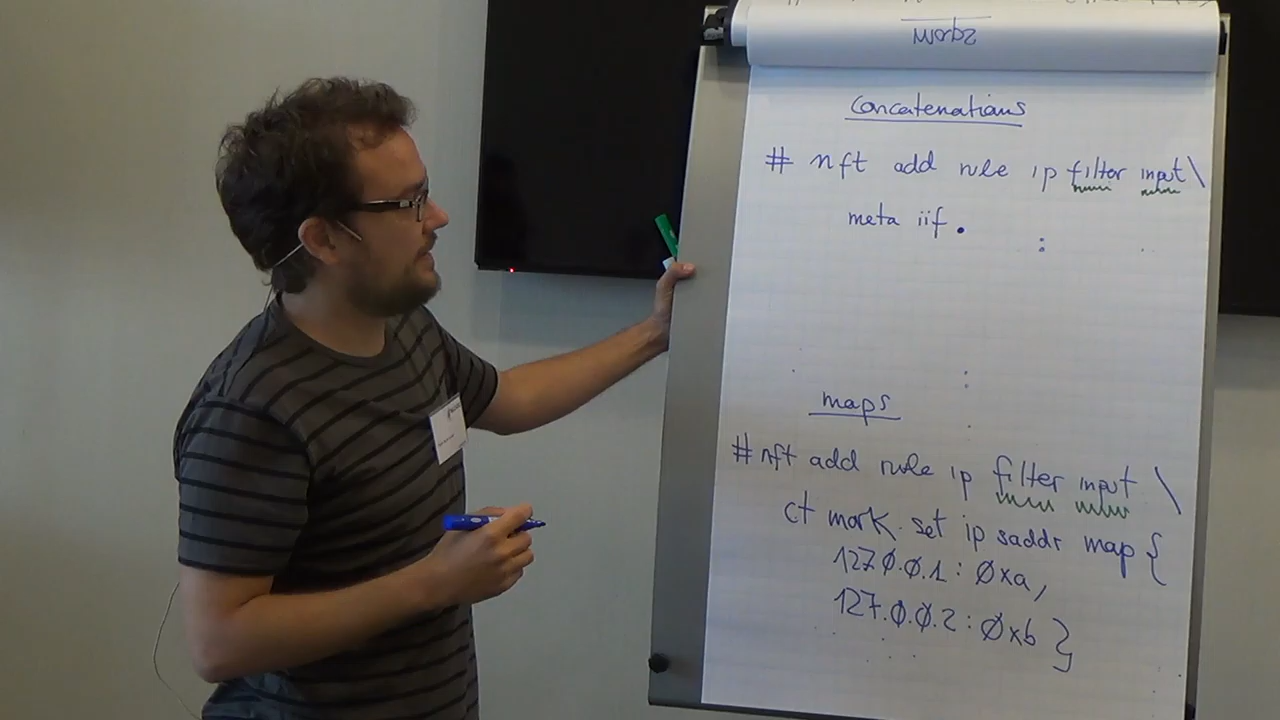 Concatenations
# nft add rule ip filter input \
meta iif .
maps
# nft add rule ip filter input \
ct mark set ip saddr map {
127.0.0.1 : 0xa,
127.0.0.2 : 0xb }